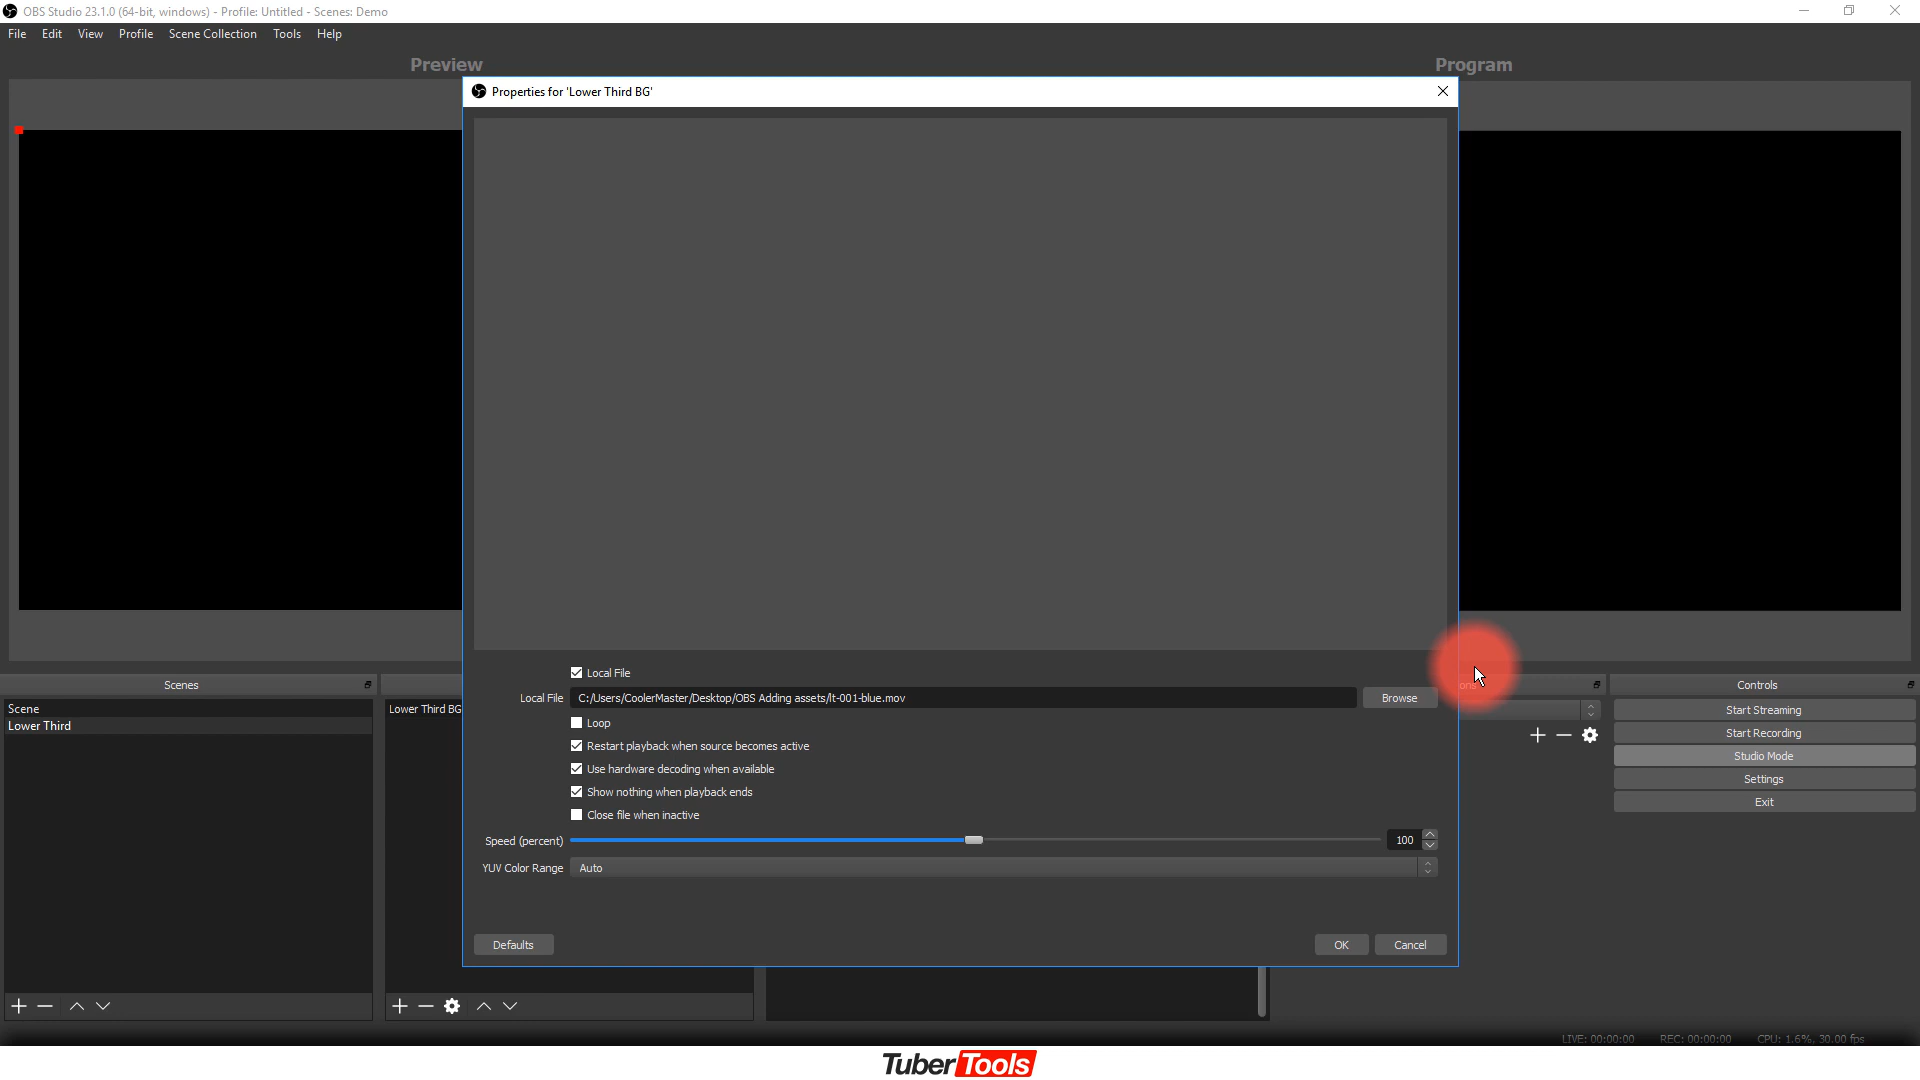 OBS Studio 23.1.0 (64-bit, windows) - Profile: Untitled - Scenes: Demo
File Edit View Profile Scene Collection Tools Help
Preview
Program
Properties for 'Lower Third BG'
Local File
Local File C:/Users/CoolerMaster/Desktop/OBS Adding assets/lt-001-blue.mov Browse
Loop
Restart playback when source becomes active
Use hardware decoding when available
Show nothing when playback ends
Close file when inactive
Speed (percent) 100
YUV Color Range Auto
Defaults OK Cancel
Scenes
Scene
Lower Third
Lower Third BG
Controls
Start Streaming
Start Recording
Studio Mode
Settings
Exit
LIVE: 00:00:00 REC: 00:00:00 CPU: 1.6%, 30.00 fps
TuberTools